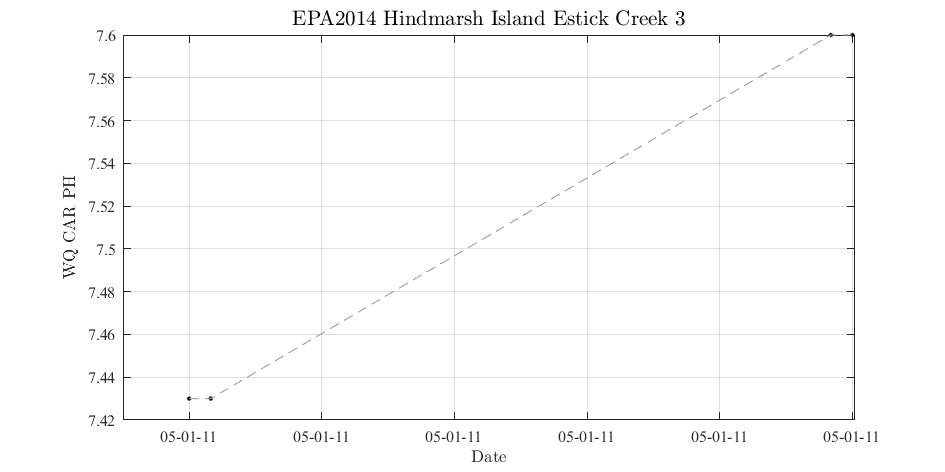 EPA2014 Hindmarsh Island Estick Creek 3
7.6
7.58
7.56
7.54
7.52
7.5
7.48
7.46
7.44
7.42
WQ CAR PH
05-01-11 05-01-11 05-01-11 05-01-11 05-01-11 05-01-11
Date